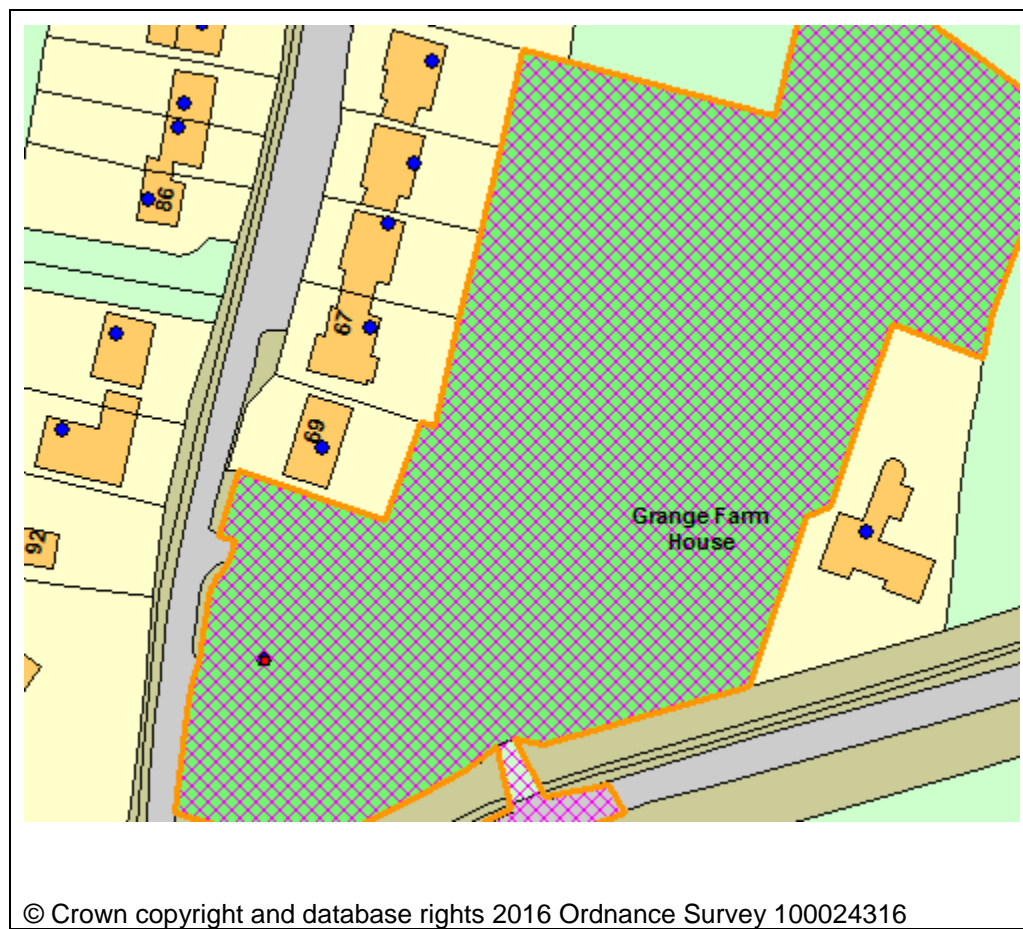 86
67
69
Grange Farm
House
92
© Crown copyright and database rights 2016 Ordnance Survey 100024316